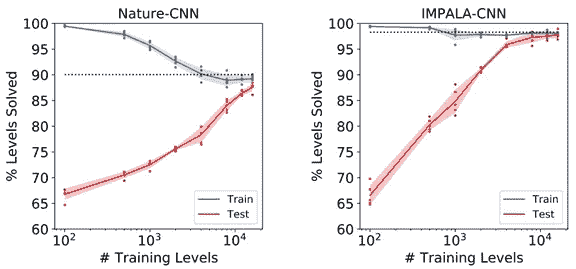 Nature-CNN
% Levels Solved
100
95
90
85
80
75
70
65
60
10²
10³
10⁴
# Training Levels
Train
Test
IMPALA-CNN
% Levels Solved
100
95
90
85
80
75
70
65
60
10²
10³
10⁴
# Training Levels
Train
Test